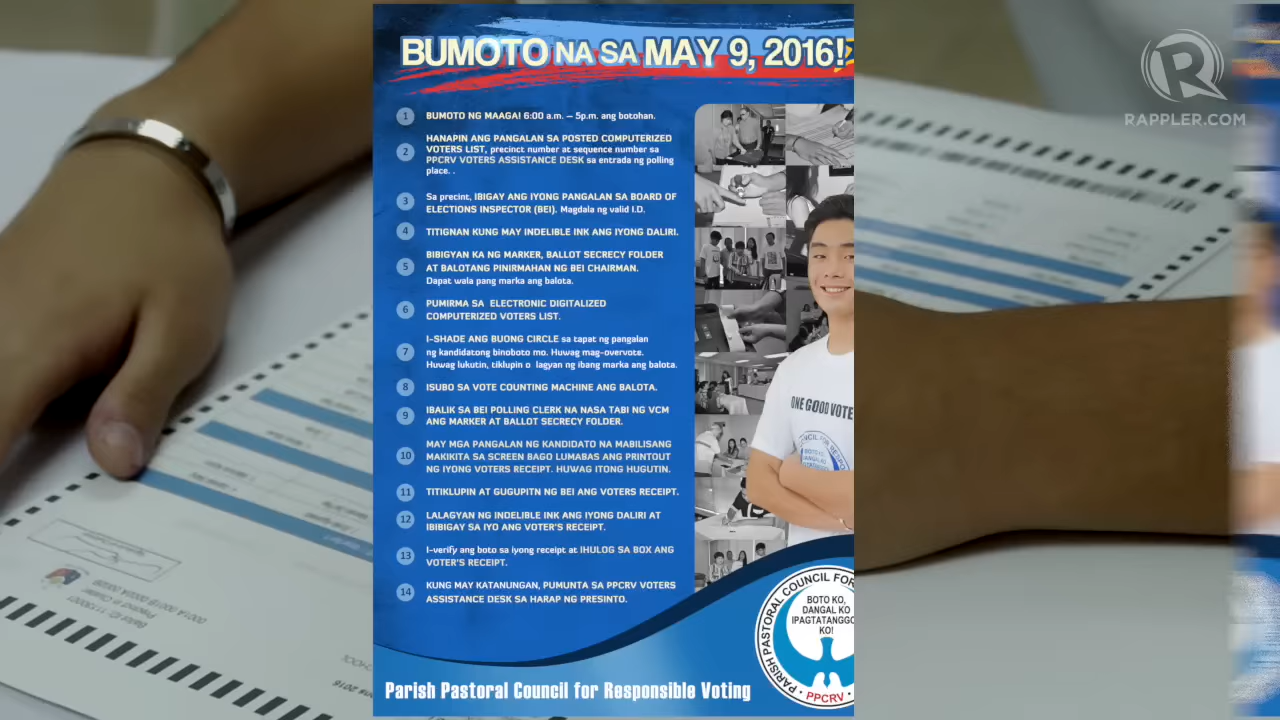 BUMOTO NA SA MAY 9, 2016!
RAPPLER.COM
1 BUMOTO NG MAAGA! 6:00 a.m. – 5p.m. ang botohan.
2 HANAPIN ANG PANGALAN SA POSTED COMPUTERIZED
VOTERS LIST, precinct number at sequence number sa
PPCRV VOTERS ASSISTANCE DESK sa entrada ng polling
place. .
3 Sa precint, IBIGAY ANG IYONG PANGALAN SA BOARD OF
ELECTIONS INSPECTOR (BEI). Magdala ng valid I.D.
4 TITIGNAN KUNG MAY INDELIBLE INK ANG IYONG DALIRI.
5 BIBIGYAN KA NG MARKER, BALLOT SECRECY FOLDER
AT BALOTANG PINIRMAHAN NG BEI CHAIRMAN.
Dapat wala pang marka ang balota.
6 PUMIRMA SA ELECTRONIC DIGITALIZED
COMPUTERIZED VOTERS LIST.
7 I-SHADE ANG BUONG CIRCLE sa tapat ng pangalan
ng kandidatong binoboto mo. Huwag mag-overvote.
Huwag lukutin, tiklupin o lagyan ng ibang marka ang balota.
8 ISUBO SA VOTE COUNTING MACHINE ANG BALOTA.
9 IBALIK SA BEI POLLING CLERK NA NASA TABI NG VCM
ANG MARKER AT BALLOT SECRECY FOLDER.
10 MAY MGA PANGALAN NG KANDIDATO NA MABILISANG
MAKIKITA SA SCREEN BAGO LUMABAS ANG PRINTOUT
NG IYONG VOTERS RECEIPT. HUWAG ITONG HUGUTIN.
11 TITIKLUPIN AT GUGUPITN NG BEI ANG VOTERS RECEIPT.
12 LALAGYAN NG INDELIBLE INK ANG IYONG DALIRI AT
IBIBIGAY SA IYO ANG VOTER'S RECEIPT.
13 I-verify ang boto sa iyong receipt at IHULOG SA BOX ANG
VOTER'S RECEIPT.
14 KUNG MAY KATANUNGAN, PUMUNTA SA PPCRV VOTERS
ASSISTANCE DESK SA HARAP NG PRESINTO.
ONE GOOD VOTE
PARISH PASTORAL COUNCIL FOR
BOTO KO,
DANGAL KO
IPAGTATANGGO
KO!
PPCRV
Parish Pastoral Council for Responsible Voting